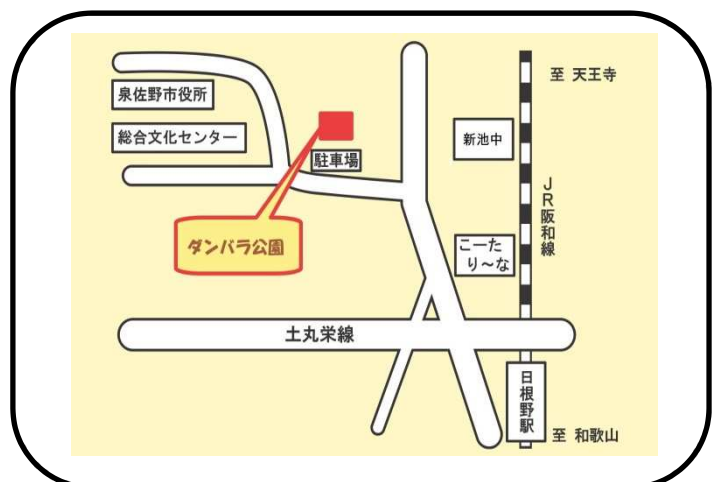 至 天王寺
泉佐野市役所
総合文化センター
新池中
駐車場
JR阪和線
ダンバラ公園
こーた
り～な
土丸栄線
日根野駅
至 和歌山